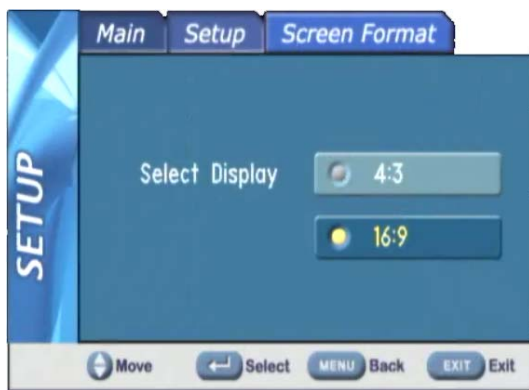 Main Setup Screen Format
SETUP
Select Display
4:3
16:9
Move Select MENU Back EXIT Exit